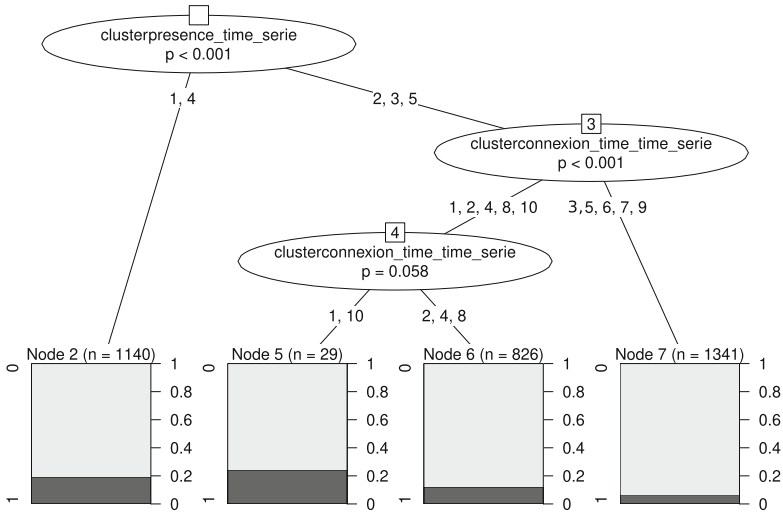 clusterpresence_time_serie
p < 0.001
1, 4
2, 3, 5
3
clusterconnexion_time_time_serie
p < 0.001
1, 2, 4, 8, 10
3,5, 6, 7, 9
4
clusterconnexion_time_time_serie
p = 0.058
1, 10
2, 4, 8
Node 2 (n = 1140)
0
1
1
0.8
0.6
0.4
0.2
0
Node 5 (n = 29)
0
1
1
0.8
0.6
0.4
0.2
0
Node 6 (n = 826)
0
1
1
0.8
0.6
0.4
0.2
0
Node 7 (n = 1341)
0
1
1
0.8
0.6
0.4
0.2
0